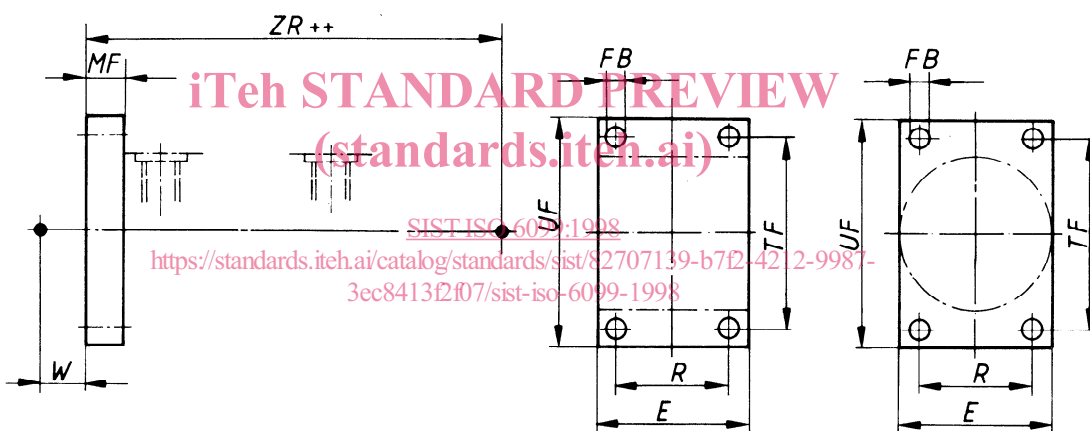 ZR ++
MF
FB
FB
iTeh STANDARD PREVIEW
(standards.iteh.ai)
UF
TF
UF
TF
SIST ISO 6099:1998
https://standards.iteh.ai/catalog/standards/sist/82707139-b7f2-4212-9987-
3ec8413f2f07/sist-iso-6099-1998
W
R
R
E
E